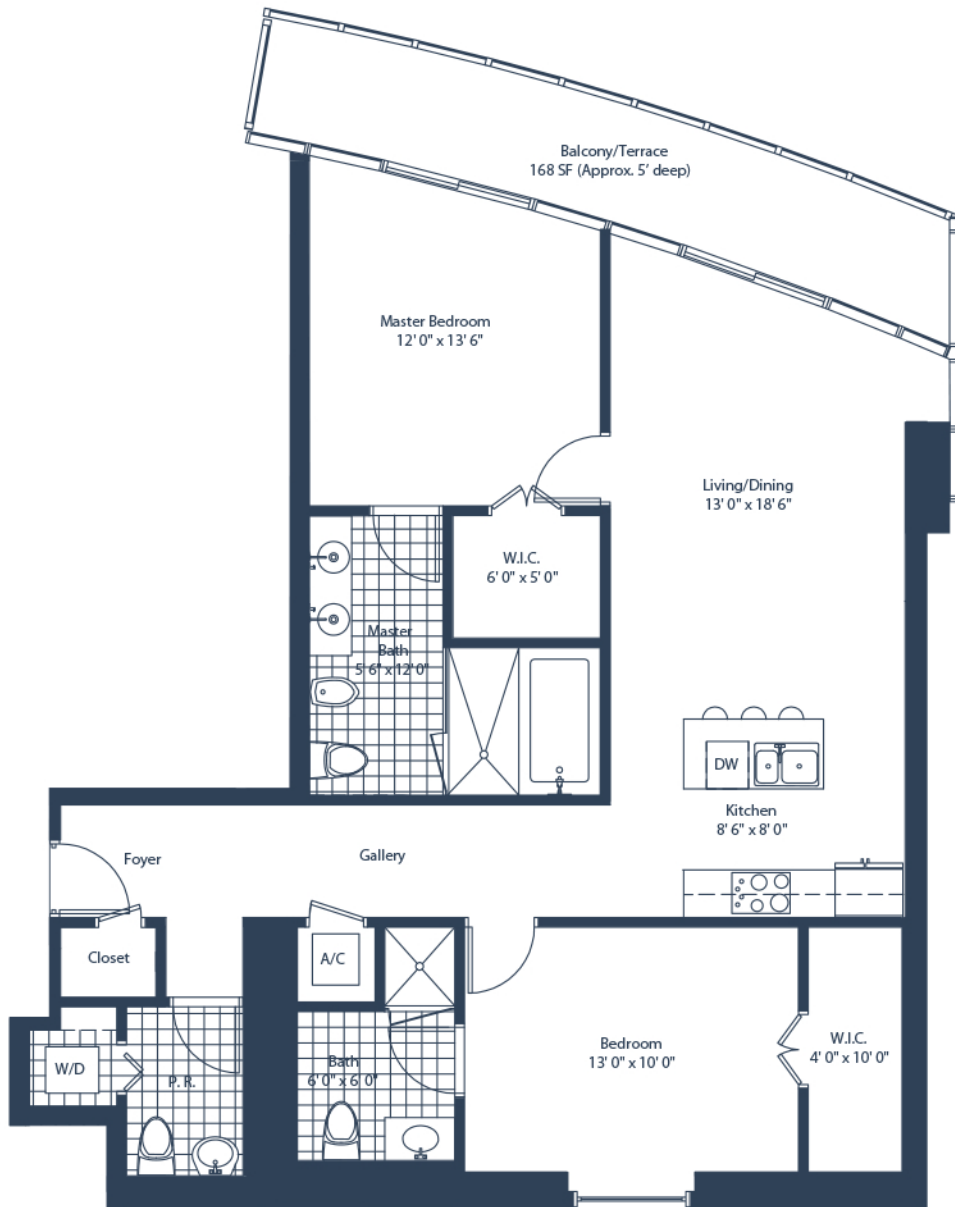 Balcony/Terrace
168 SF (Approx. 5' deep)
Master Bedroom
12' 0" x 13' 6"
Living/Dining
13' 0" x 18' 6"
W.I.C.
6' 0" x 5' 0"
Master
Bath
5' 6" x 12' 0"
DW
Kitchen
8' 6" x 8' 0"
Foyer
Gallery
Closet
A/C
W/D
P. R.
Bath
6' 0" x 6' 0"
Bedroom
13' 0" x 10' 0"
W.I.C.
4' 0" x 10' 0"